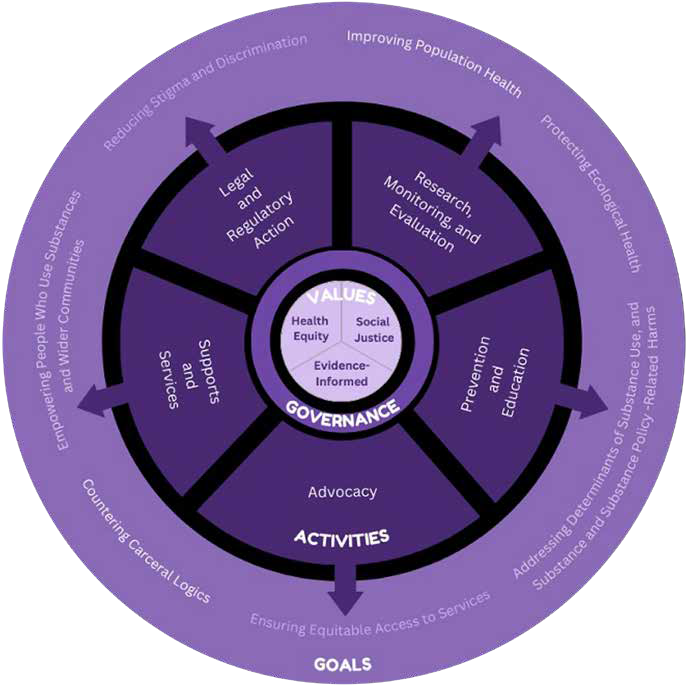 Improving Population Health
Protecting Ecological Health
Addressing Determinants of Substance Use, and
Substance and Substance Policy -Related Harms
Ensuring Equitable Access to Services
Countering Carceral Logics
Empowering People Who Use Substances
and Wider Communities
Reducing Stigma and Discrimination
GOALS
Legal
and
Regulatory
Action
Research,
Monitoring, and
Evaluation
Prevention
and
Education
Advocacy
Supports
and
Services
ACTIVITIES
VALUES
Health
Equity
Social
Justice
Evidence-
Informed
GOVERNANCE